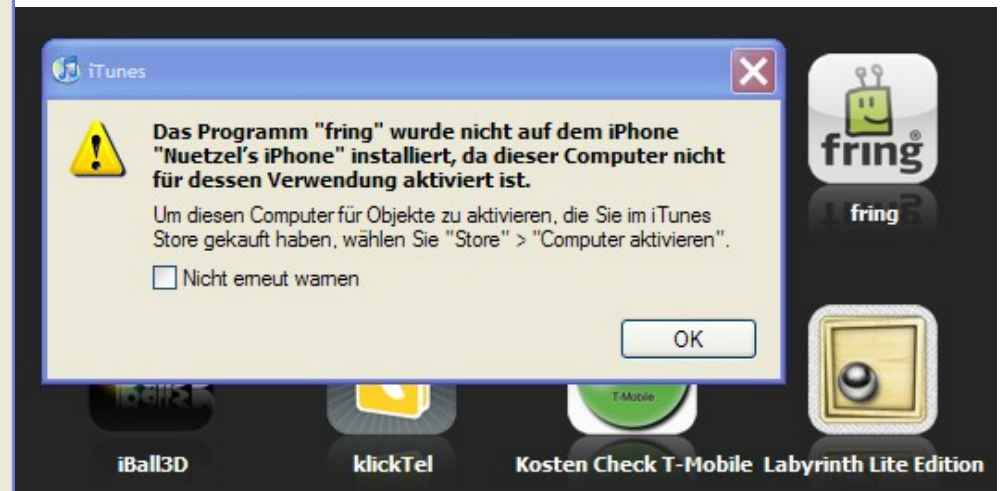 iTunes
Das Programm "fring" wurde nicht auf dem iPhone
"Nuetzel's iPhone" installiert, da dieser Computer nicht
für dessen Verwendung aktiviert ist.
Um diesen Computer für Objekte zu aktivieren, die Sie im iTunes
Store gekauft haben, wählen Sie "Store" > "Computer aktivieren".
Nicht erneut warnen
OK
fring®
fring
T-Mobile
iBall3D
klickTel
Kosten Check T-Mobile
Labyrinth Lite Edition